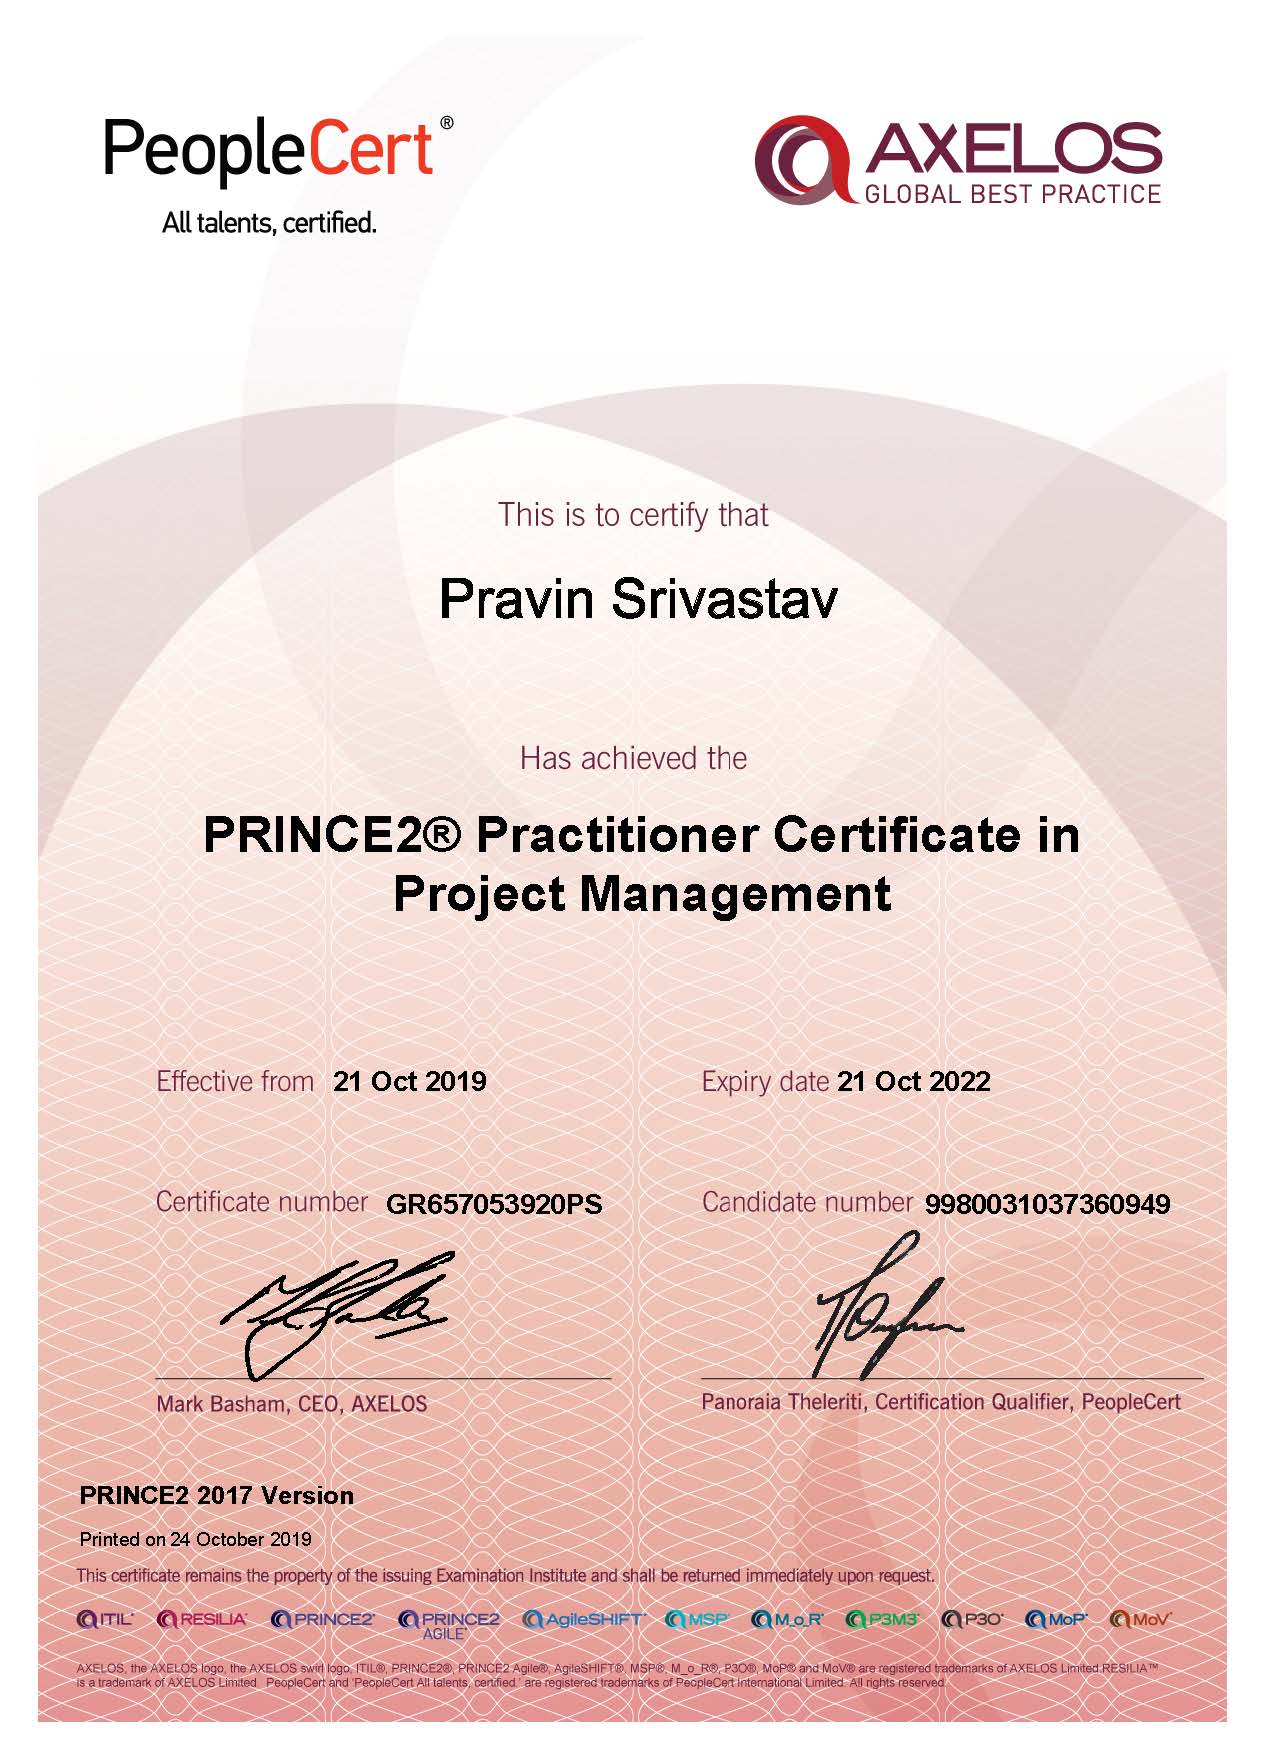 PeopleCert®
All talents, certified.
AXELOS
GLOBAL BEST PRACTICE
This is to certify that
Pravin Srivastav
Has achieved the
PRINCE2® Practitioner Certificate in
Project Management
Effective from 21 Oct 2019
Expiry date 21 Oct 2022
Certificate number GR657053920PS
Candidate number 9980031037360949
Mark Basham, CEO, AXELOS
Panoraia Theleriti, Certification Qualifier, PeopleCert
PRINCE2 2017 Version
Printed on 24 October 2019
This certificate remains the property of the issuing Examination Institute and shall be returned immediately upon request.
ITIL® RESILIA® PRINCE2® PRINCE2 AGILE® AgileSHIFT® MSP® M_o_R® P3M3® P3O® MoP® MoV®
AXELOS, the AXELOS logo, the AXELOS swirl logo, ITIL®, PRINCE2®, PRINCE2 Agile®, AgileSHIFT®, MSP®, M_o_R®, P3O®, MoP® and MoV® are registered trademarks of AXELOS Limited.RESILIA™
is a trademark of AXELOS Limited. PeopleCert and 'PeopleCert All talents, certified.' are registered trademarks of PeopleCert International Limited. All rights reserved.